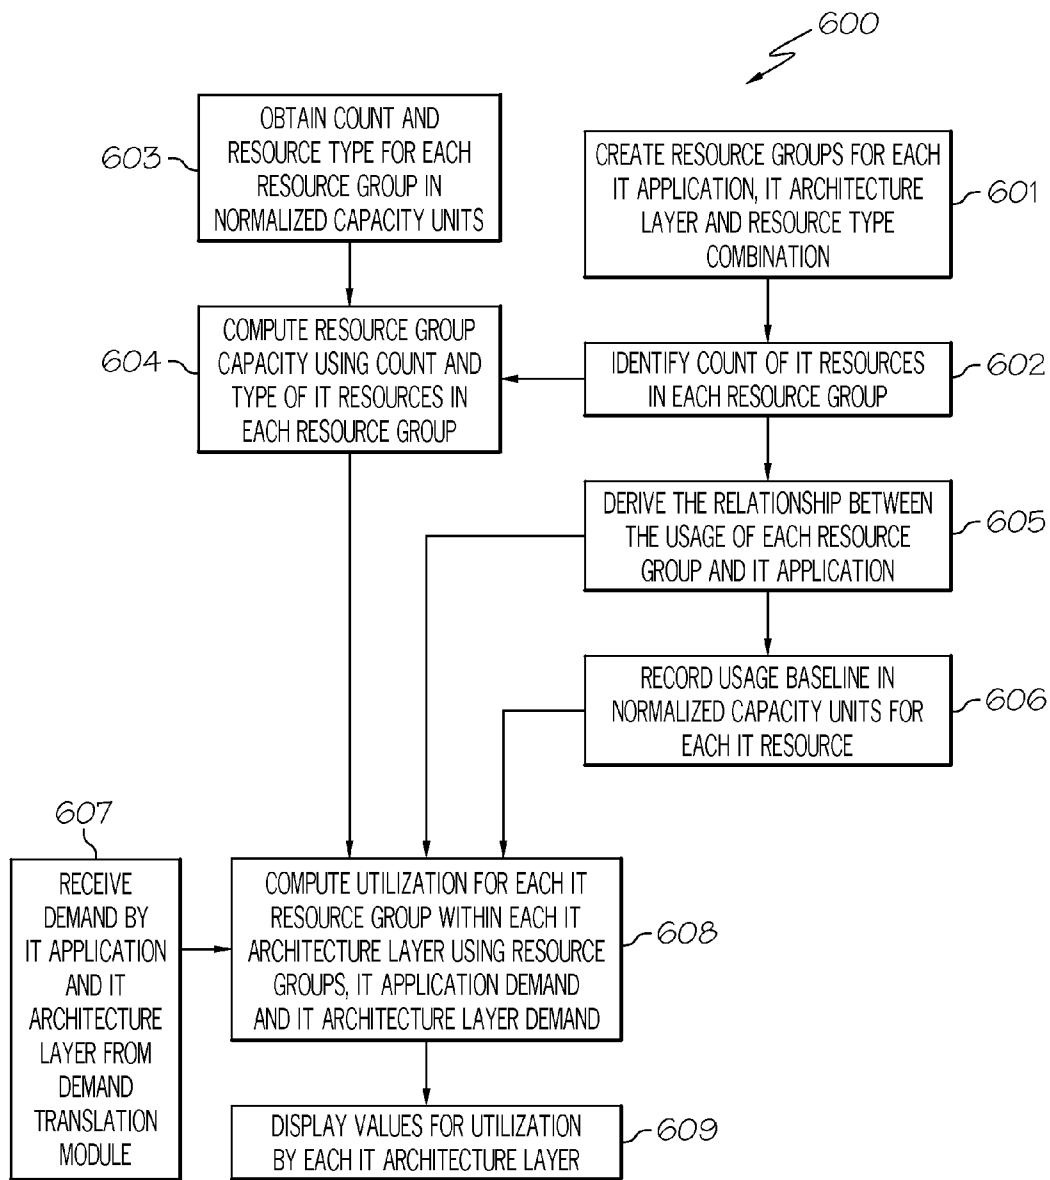 600
603
OBTAIN COUNT AND
RESOURCE TYPE FOR EACH
RESOURCE GROUP IN
NORMALIZED CAPACITY UNITS
CREATE RESOURCE GROUPS FOR EACH
IT APPLICATION, IT ARCHITECTURE
LAYER AND RESOURCE TYPE
COMBINATION
601
604
COMPUTE RESOURCE GROUP
CAPACITY USING COUNT AND
TYPE OF IT RESOURCES IN
EACH RESOURCE GROUP
IDENTIFY COUNT OF IT RESOURCES
IN EACH RESOURCE GROUP
602
DERIVE THE RELATIONSHIP BETWEEN
THE USAGE OF EACH RESOURCE
GROUP AND IT APPLICATION
605
RECORD USAGE BASELINE IN
NORMALIZED CAPACITY UNITS FOR
EACH IT RESOURCE
606
607
RECEIVE
DEMAND BY
IT APPLICATION
AND IT
ARCHITECTURE
LAYER FROM
DEMAND
TRANSLATION
MODULE
COMPUTE UTILIZATION FOR EACH IT
RESOURCE GROUP WITHIN EACH IT
ARCHITECTURE LAYER USING RESOURCE
GROUPS, IT APPLICATION DEMAND
AND IT ARCHITECTURE LAYER DEMAND
608
DISPLAY VALUES FOR UTILIZATION
BY EACH IT ARCHITECTURE LAYER
609